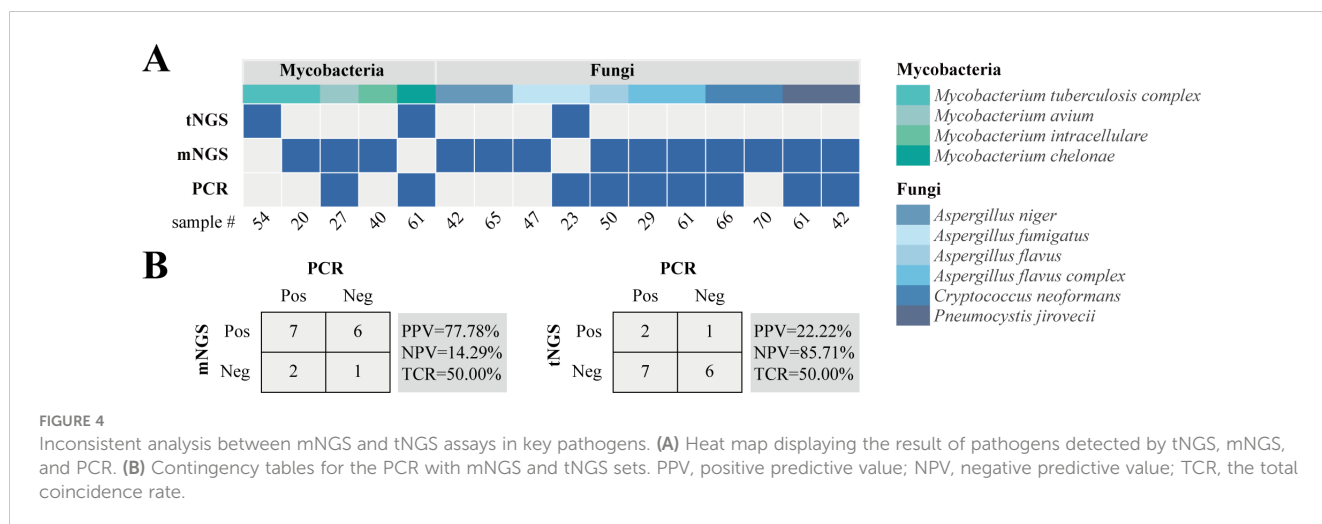 A
Mycobacteria Fungi
tNGS
mNGS
PCR
sample # 54 20 27 40 61 42 65 47 23 50 29 61 66 70 61 42
Mycobacteria
Mycobacterium tuberculosis complex
Mycobacterium avium
Mycobacterium intracellulare
Mycobacterium chelonae
Fungi
Aspergillus niger
Aspergillus fumigatus
Aspergillus flavus
Aspergillus flavus complex
Cryptococcus neoformans
Pneumocystis jirovecii
B
PCR
Pos Neg
mNGS
Pos 7 6
Neg 2 1
PPV=77.78%
NPV=14.29%
TCR=50.00%
PCR
Pos Neg
tNGS
Pos 2 1
Neg 7 6
PPV=22.22%
NPV=85.71%
TCR=50.00%
FIGURE 4
Inconsistent analysis between mNGS and tNGS assays in key pathogens. (A) Heat map displaying the result of pathogens detected by tNGS, mNGS,
and PCR. (B) Contingency tables for the PCR with mNGS and tNGS sets. PPV, positive predictive value; NPV, negative predictive value; TCR, the total
coincidence rate.